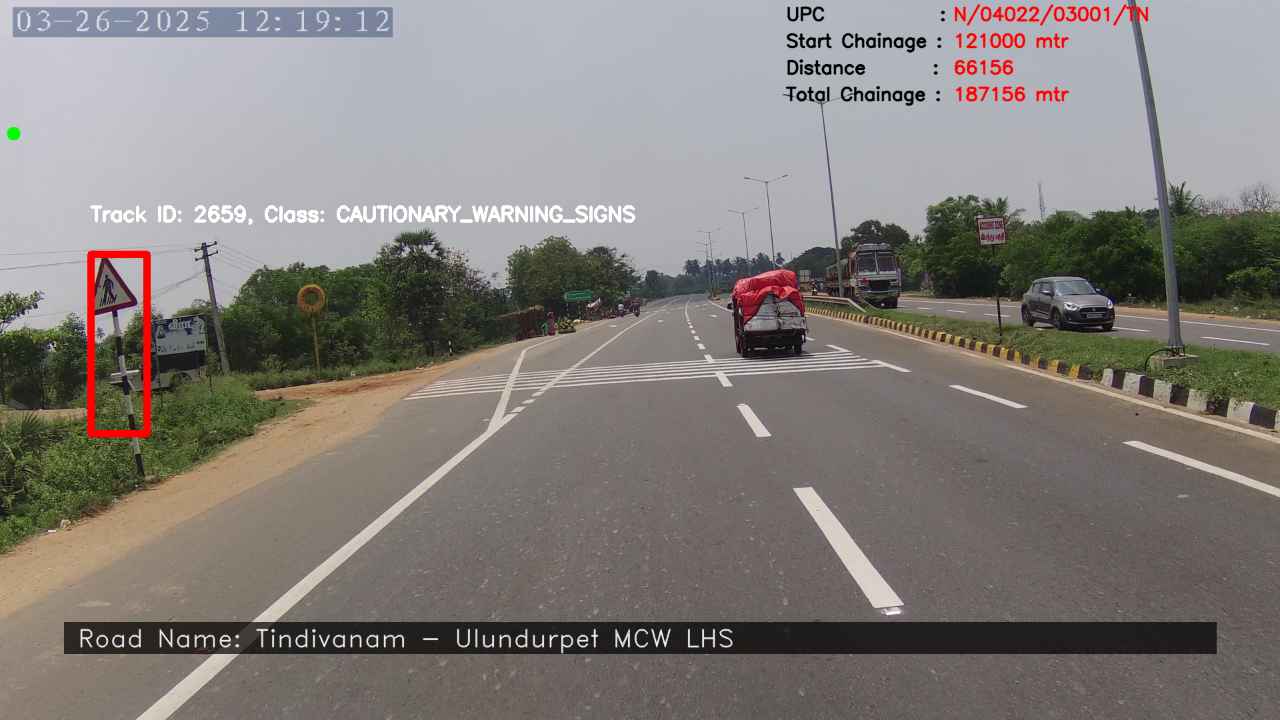 03-26-2025 12:19:12
UPC : N/04022/03001/TN
Start Chainage : 121000 mtr
Distance : 66156
Total Chainage : 187156 mtr
Track ID: 2659, Class: CAUTIONARY_WARNING_SIGNS
Road Name: Tindivanam - Ulundurpet MCW LHS